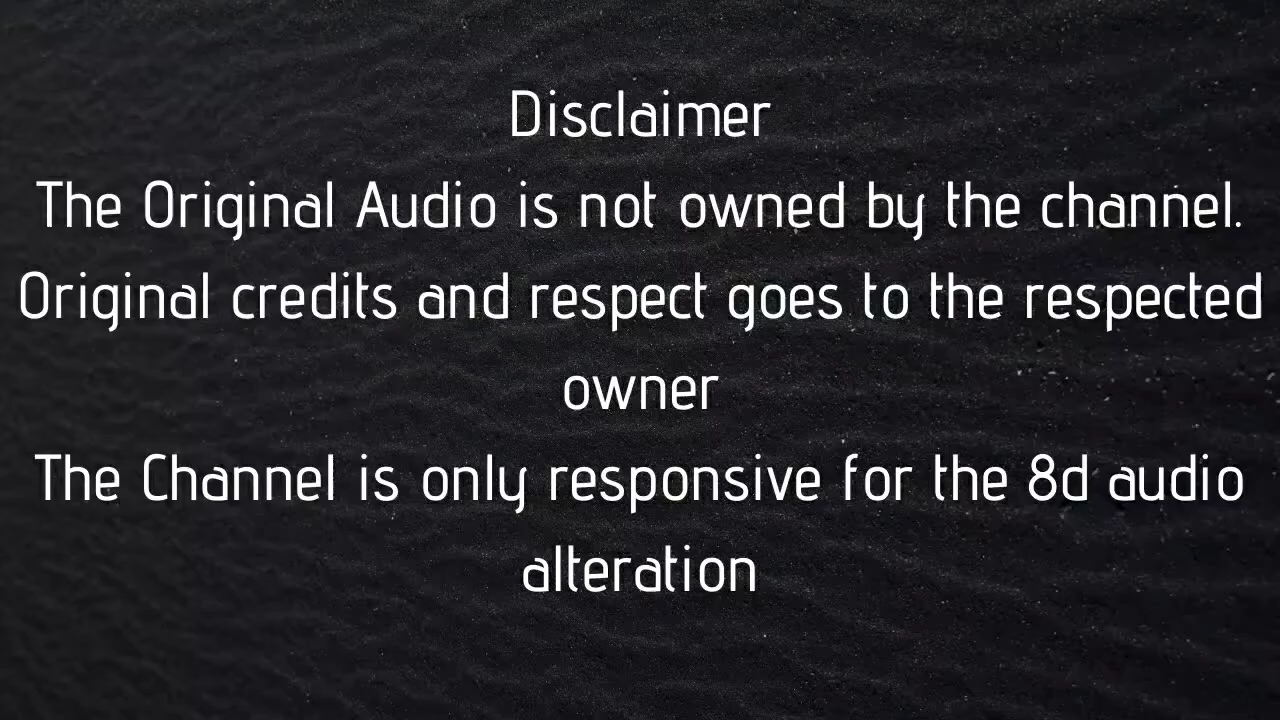 Disclaimer
The Original Audio is not owned by the channel.
Original credits and respect goes to the respected
owner
The Channel is only responsive for the 8d audio
alteration